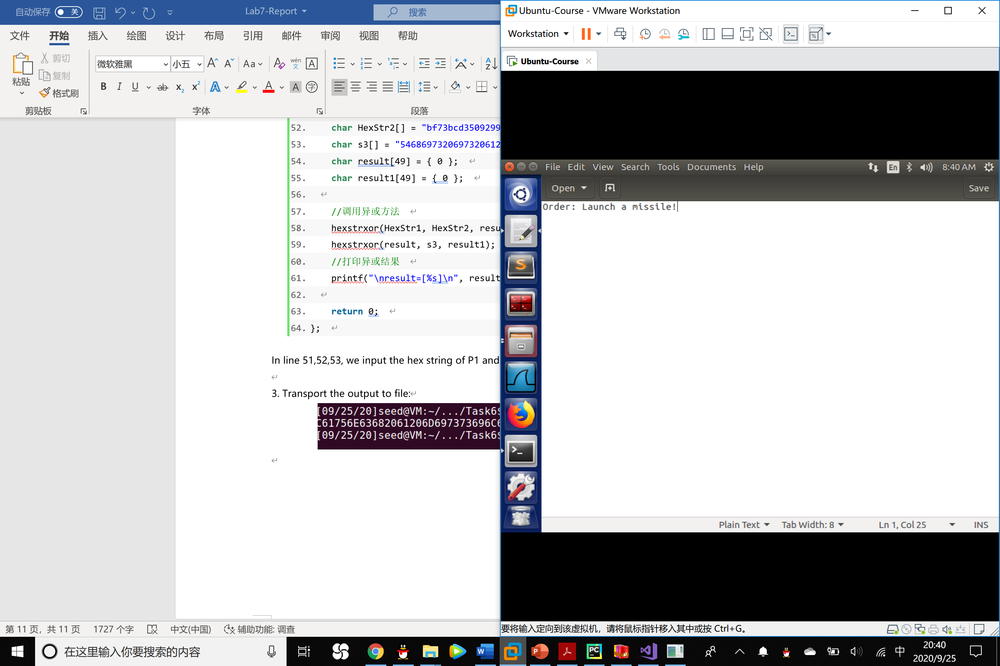 自动保存 关 Lab7-Report 搜索
文件 开始 插入 绘图 设计 布局 引用 邮件 审阅 视图 帮助
粘贴
剪切
复制
格式刷
剪贴板
微软雅黑 小五
字体
段落
52. char HexStr2[] = "bf73bcd3509299
53. char s3[] = "546869732069732061 2
54. char result[49] = { 0 };
55. char result1[49] = { 0 };
56.
57. //调用异或方法
58. hexstrxor(HexStr1, HexStr2, resu
59. hexstrxor(result, s3, result1);
60. //打印异或结果
61. printf("\nresult=[%s]\n", result
62.
63. return 0;
64. };
In line 51,52,53, we input the hex string of P1 and
3. Transport the output to file:
[09/25/20]seed@VM:~/.../Task6$
C61756E63682061206D697373696C6
[09/25/20]seed@VM:~/.../Task6$
第 11 页，共 11 页 1727 个字 中文(中国) 辅助功能: 调查
Ubuntu-Course - VMware Workstation
Workstation
Ubuntu-Course
File Edit View Search Tools Documents Help En 8:40 AM
Open Save
Order: Launch a missile!
Plain Text Tab Width: 8 Ln 1, Col 25 INS
要将输入定向到该虚拟机，请将鼠标指针移入其中或按 Ctrl+G。
在这里输入你要搜索的内容
中
20:40
2020/9/25